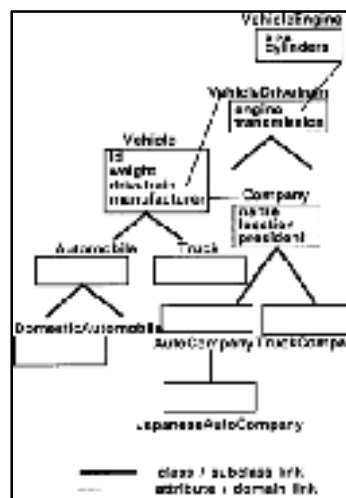 VehicleEngine
size
cylinders
VehicleDrivetrain
engine
transmission
Vehicle
id
weight
drivetrain
manufacturer
Company
name
location
president
Automobile
Truck
DomesticAutomobile
AutoCompany
TruckCompa
JapaneseAutoCompany
class / subclass link
attribute / domain link